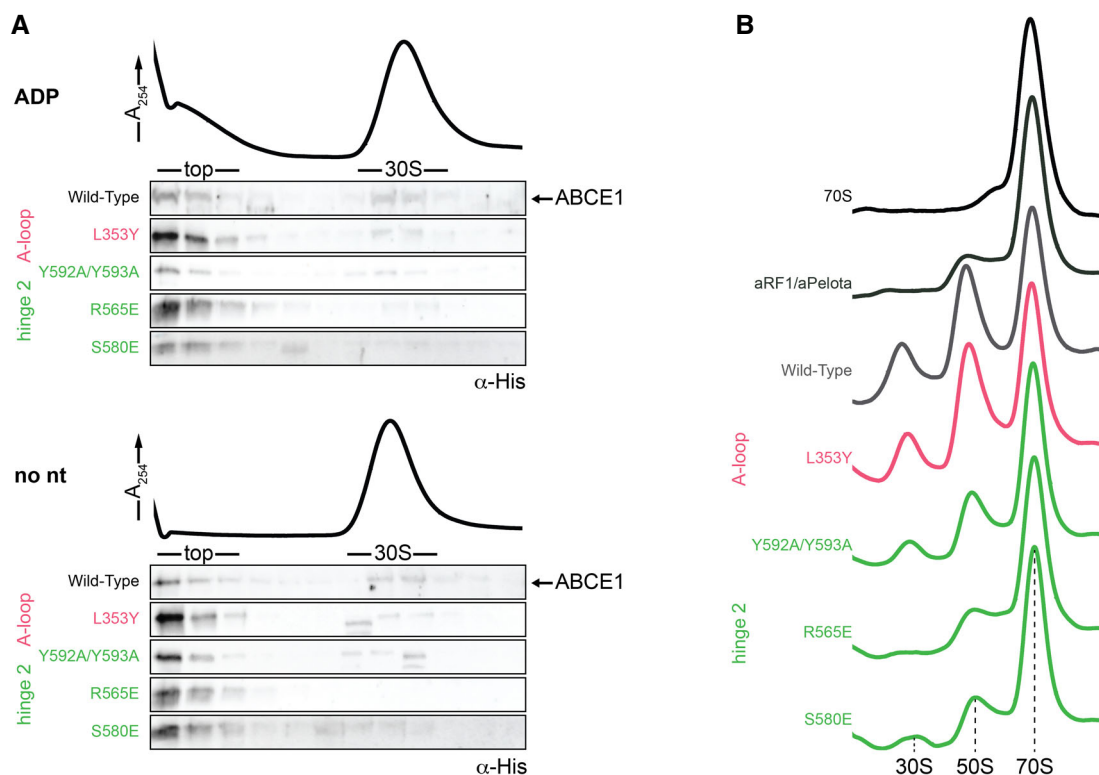 A
ADP
A254
top
30S
Wild-Type
ABCE1
A-loop
L353Y
hinge 2
Y592A/Y593A
R565E
S580E
α-His
no nt
A254
top
30S
Wild-Type
ABCE1
A-loop
L353Y
hinge 2
Y592A/Y593A
R565E
S580E
α-His
B
70S
aRF1/aPelota
Wild-Type
A-loop
L353Y
hinge 2
Y592A/Y593A
R565E
S580E
30S 50S 70S